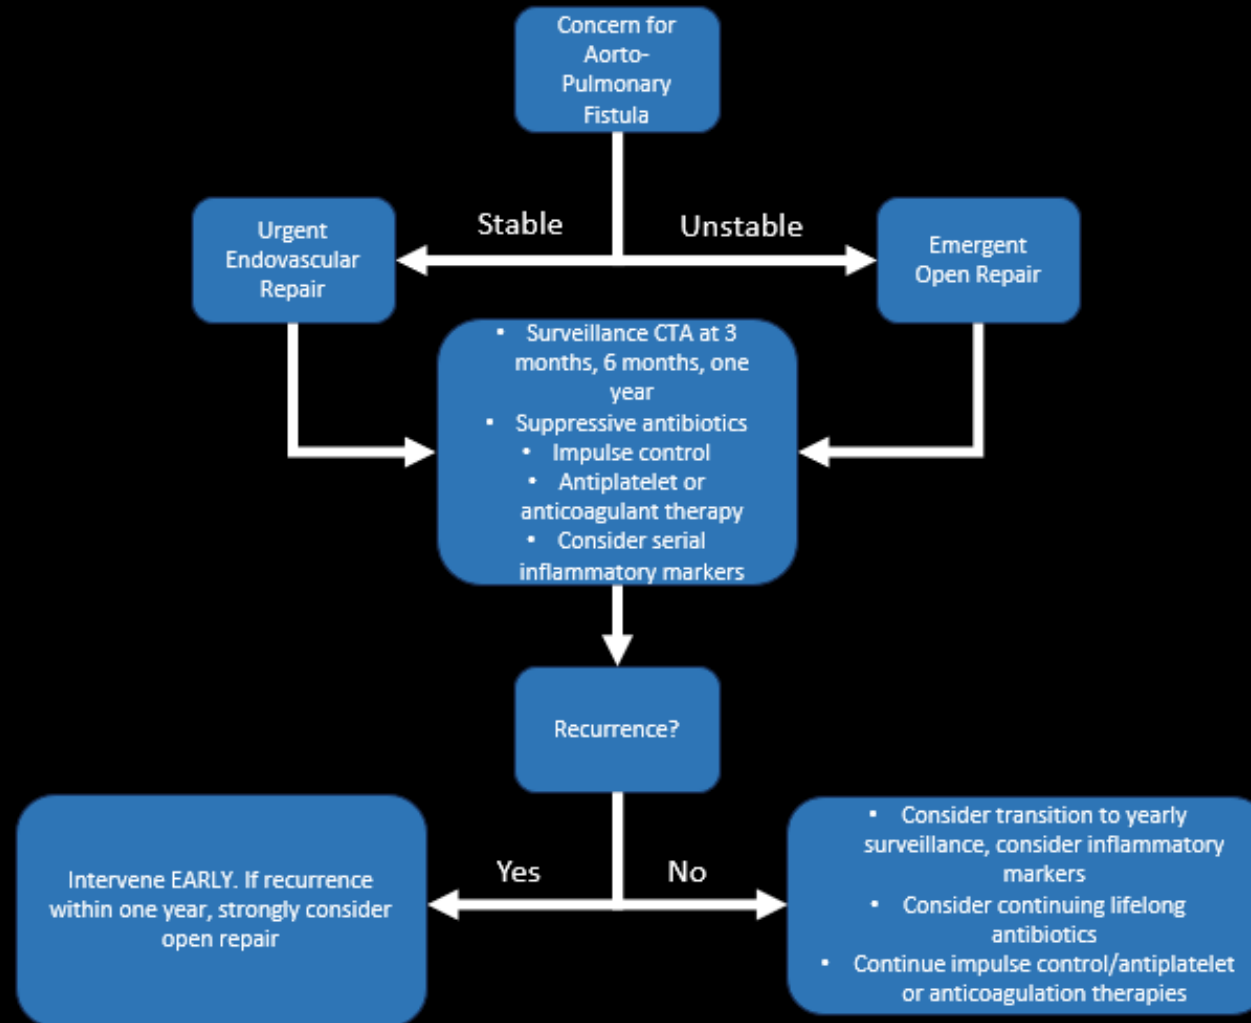 Concern for
Aorto-
Pulmonary
Fistula
Stable
Unstable
Urgent
Endovascular
Repair
Emergent
Open Repair
• Surveillance CTA at 3
months, 6 months, one
year
• Suppressive antibiotics
• Impulse control
• Antiplatelet or
anticoagulant therapy
• Consider serial
inflammatory markers
Recurrence?
Yes
No
Intervene EARLY. If recurrence
within one year, strongly consider
open repair
• Consider transition to yearly
surveillance, consider inflammatory
markers
• Consider continuing lifelong
antibiotics
• Continue impulse control/antiplatelet
or anticoagulation therapies